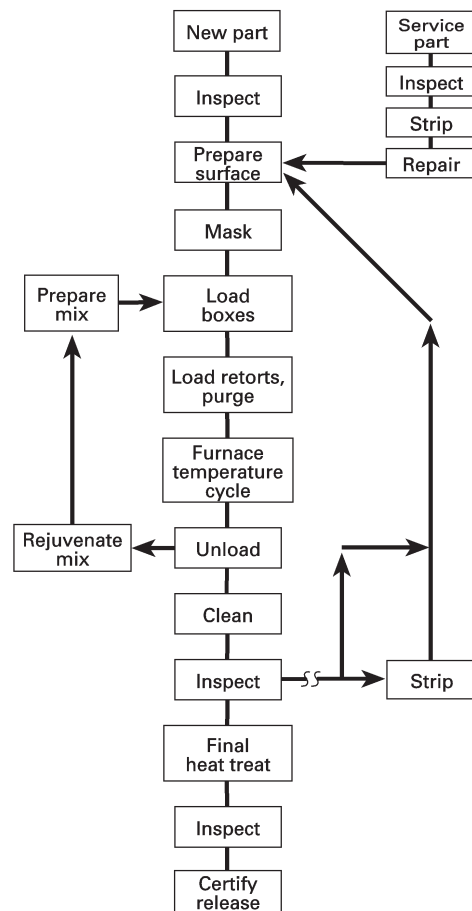 New part
Service
part
Inspect
Inspect
Strip
Prepare
surface
Repair
Mask
Prepare
mix
Load
boxes
Load retorts,
purge
Furnace
temperature
cycle
Rejuvenate
mix
Unload
Clean
Inspect
Strip
Final
heat treat
Inspect
Certify
release